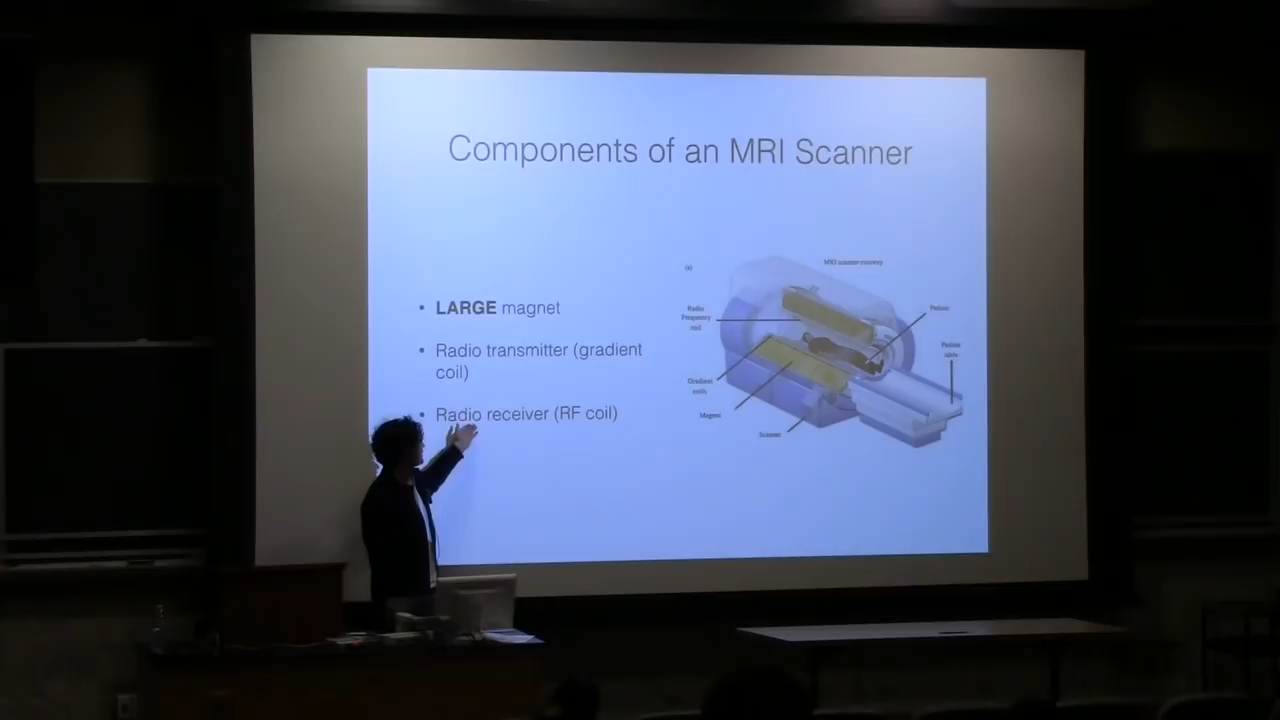 Components of an MRI Scanner
• LARGE magnet
• Radio transmitter (gradient
coil)
• Radio receiver (RF coil)
(a)
MRI scanner cutaway
Radio
Frequency
coil
Patient
Patient
table
Gradient
coils
Magnet
Scanner